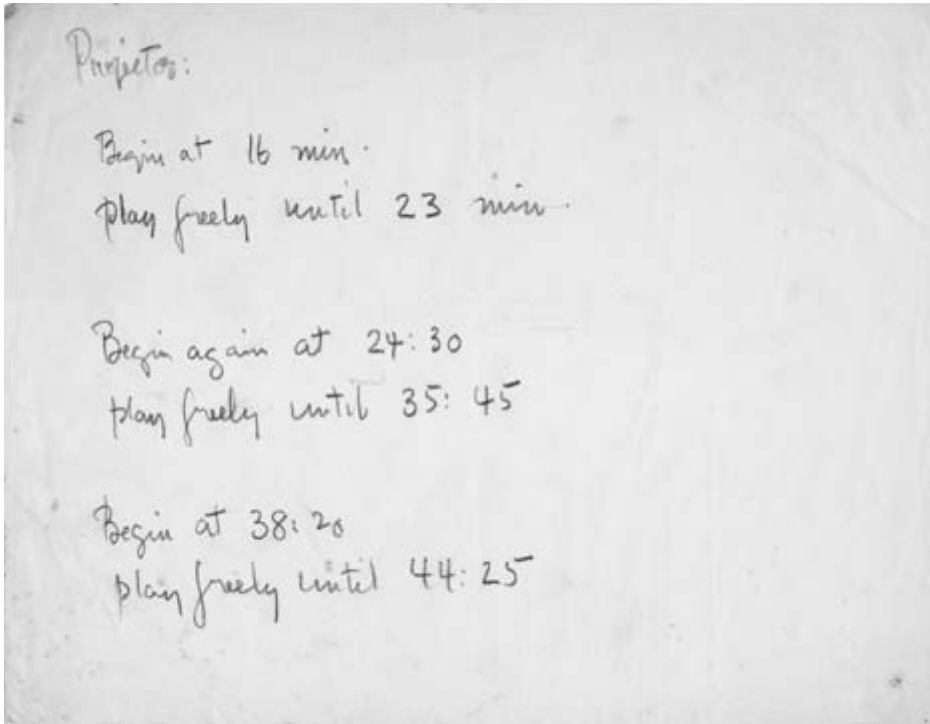 Projector:
Begin at 16 min.
play freely until 23 min.
Begin again at 24:30
play freely until 35:45
Begin at 38:20
play freely until 44:25